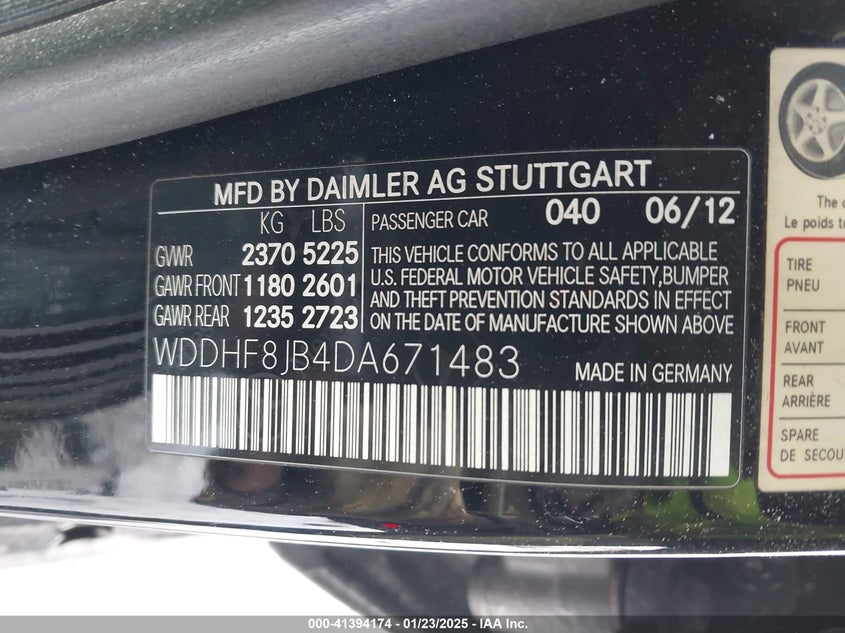 MFD BY DAIMLER AG STUTTGART
KG LBS
GVWR 2370 5225
GAWR FRONT 1180 2601
GAWR REAR 1235 2723
PASSENGER CAR 040 06/12
THIS VEHICLE CONFORMS TO ALL APPLICABLE
U.S. FEDERAL MOTOR VEHICLE SAFETY,BUMPER
AND THEFT PREVENTION STANDARDS IN EFFECT
ON THE DATE OF MANUFACTURE SHOWN ABOVE
WDDHF8JB4DA671483 MADE IN GERMANY
The
Le poids
TIRE
PNEU
FRONT
AVANT
REAR
ARRIÈRE
SPARE
DE SECOU
000-41394174 - 01/23/2025 - IAA Inc.